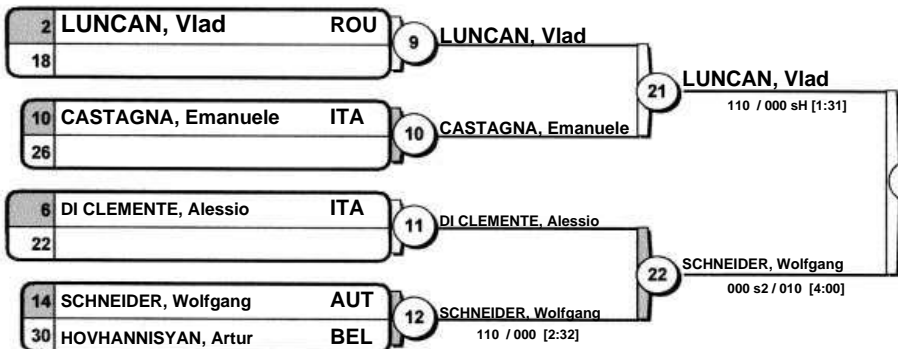 2 LUNCAN, Vlad ROU
18
9 LUNCAN, Vlad
10 CASTAGNA, Emanuele ITA
26
10 CASTAGNA, Emanuele
21 LUNCAN, Vlad
110 / 000 sH [1:31]
6 DI CLEMENTE, Alessio ITA
22
11 DI CLEMENTE, Alessio
14 SCHNEIDER, Wolfgang AUT
30 HOVHANNISYAN, Artur BEL
12 SCHNEIDER, Wolfgang
110 / 000 [2:32]
22 SCHNEIDER, Wolfgang
000 s2 / 010 [4:00]